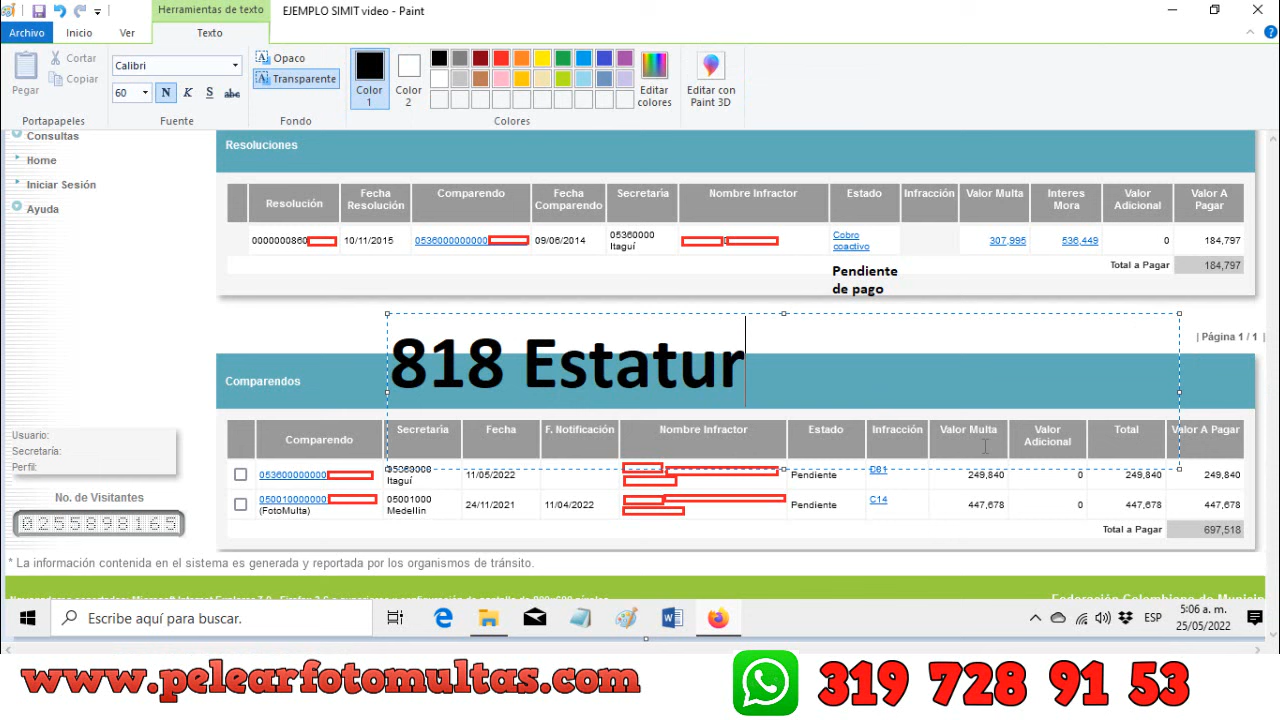 Herramientas de texto
EJEMPLO SIMIT video - Paint
Archivo Inicio Ver Texto
Pegar Cortar Copiar
Calibri
60 N K S abc
Opaco
Transparente
Color 1 Color 2
Editar colores
Editar con Paint 3D
Portapapeles Fuente Fondo Colores
Consultas
Home
Iniciar Sesión
Ayuda
Resoluciones
Resolución Fecha Resolución Comparendo Fecha Comparendo Secretaría Nombre Infractor Estado Infracción Valor Multa Interes Mora Valor Adicional Valor A Pagar
0000000860 10/11/2015 0536000000000 09/06/2014 05360000 Itaguí Cobro coactivo 307,995 536,449 0 184,797
Total a Pagar 184,797
Pendiente
de pago
| Página 1 / 1 |
818 Estatur
Comparendos
Comparendo Secretaría Fecha F. Notificación Nombre Infractor Estado Infracción Valor Multa Valor Adicional Total Valor A Pagar
053600000000 05360000 Itaguí 11/05/2022 Pendiente D81 249,840 0 249,840 249,840
050010000000 (FotoMulta) 05001000 Medellin 24/11/2021 11/04/2022 Pendiente C14 447,678 0 447,678 447,678
Total a Pagar 697,518
Usuario:
Secretaría:
Perfil:
No. de Visitantes
0255898165
* La información contenida en el sistema es generada y reportada por los organismos de tránsito.
Escribe aquí para buscar.
ESP
5:06 a. m.
25/05/2022
www.pelearfotomultas.com
319 728 91 53